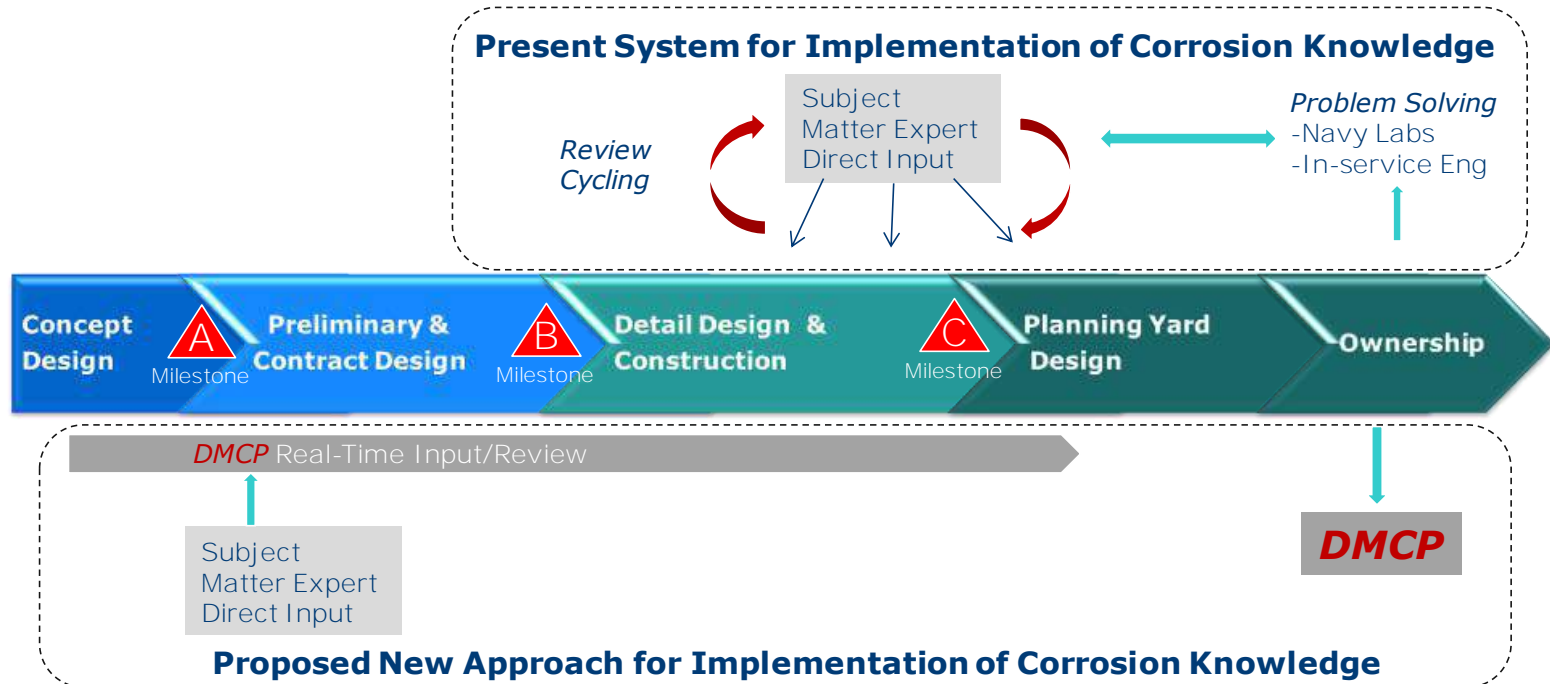 Present System for Implementation of Corrosion Knowledge
Subject
Matter Expert
Direct Input
Review
Cycling
Problem Solving
-Navy Labs
-In-service Eng
Concept
Design
A
Milestone
Preliminary &
Contract Design
B
Milestone
Detail Design &
Construction
C
Milestone
Planning Yard
Design
Ownership
DMCP Real-Time Input/Review
Subject
Matter Expert
Direct Input
DMCP
Proposed New Approach for Implementation of Corrosion Knowledge